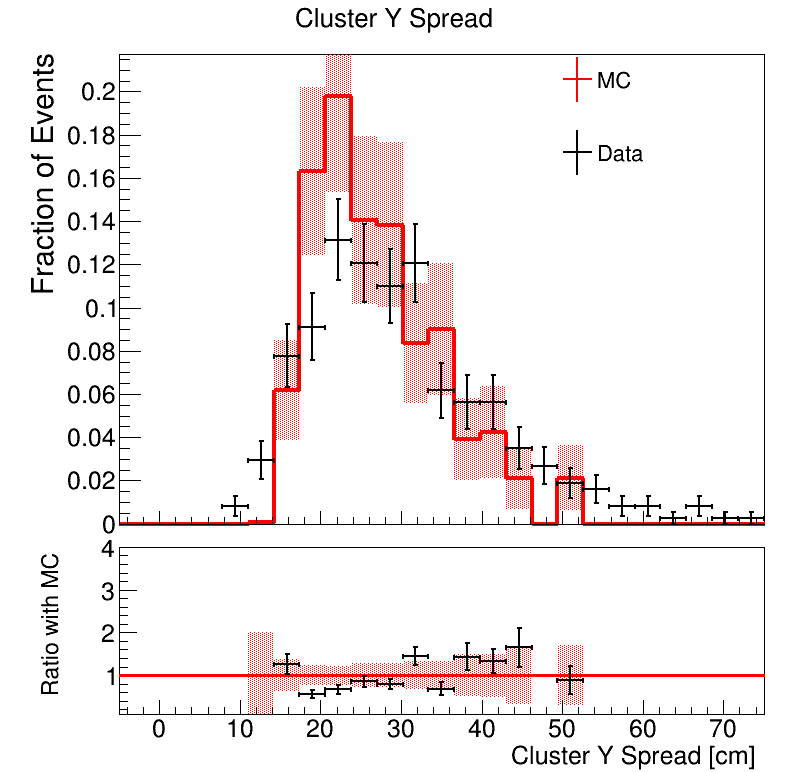 Cluster Y Spread
Fraction of Events
0.2
0.18
0.16
0.14
0.12
0.1
0.08
0.06
0.04
0.02
0
MC
Data
Ratio with MC
4
3
2
1
0 10 20 30 40 50 60 70
Cluster Y Spread [cm]